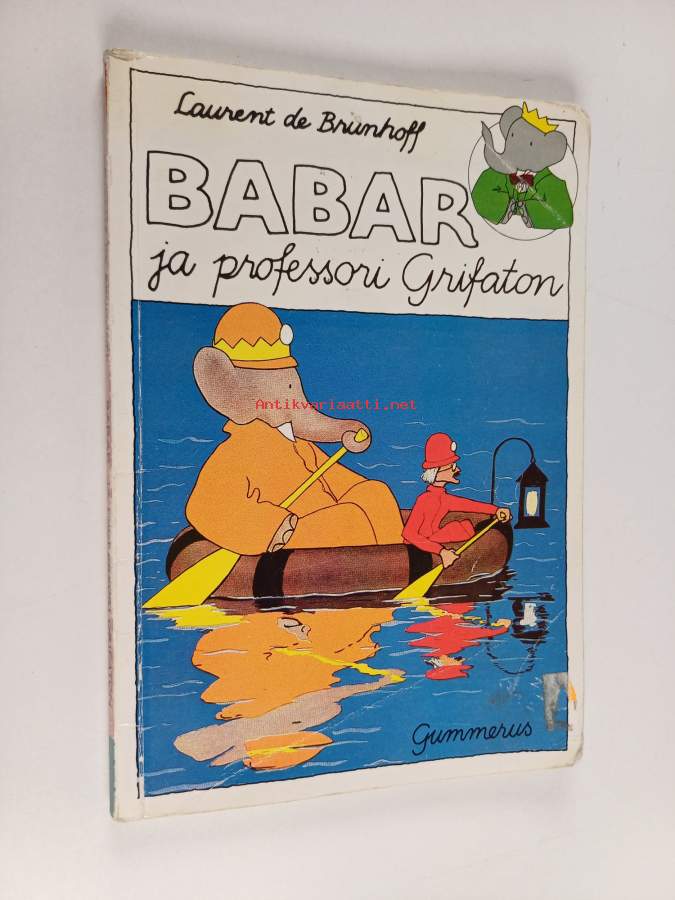 Laurent de Brunhoff
BABAR
ja professori Grifaton
Antikvariaatti.net
Gummerus